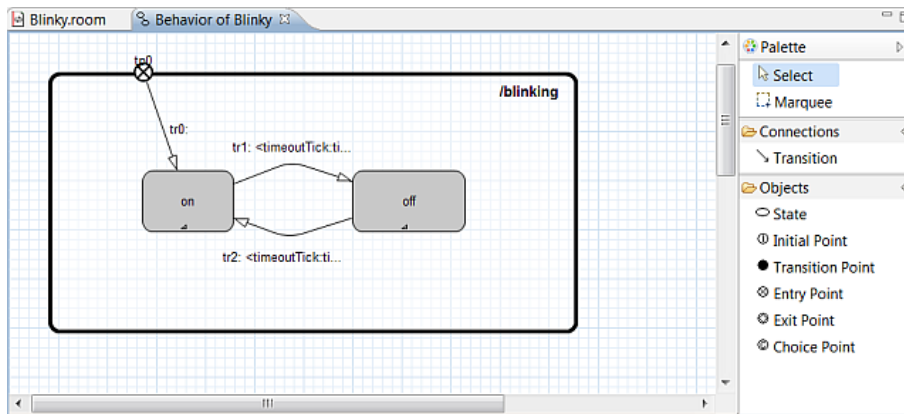 Blinky.room
Behavior of Blinky
tp0
/blinking
tr0:
tr1: <timeoutTick:ti...
on
off
tr2: <timeoutTick:ti...
Palette
Select
Marquee
Connections
Transition
Objects
State
Initial Point
Transition Point
Entry Point
Exit Point
Choice Point